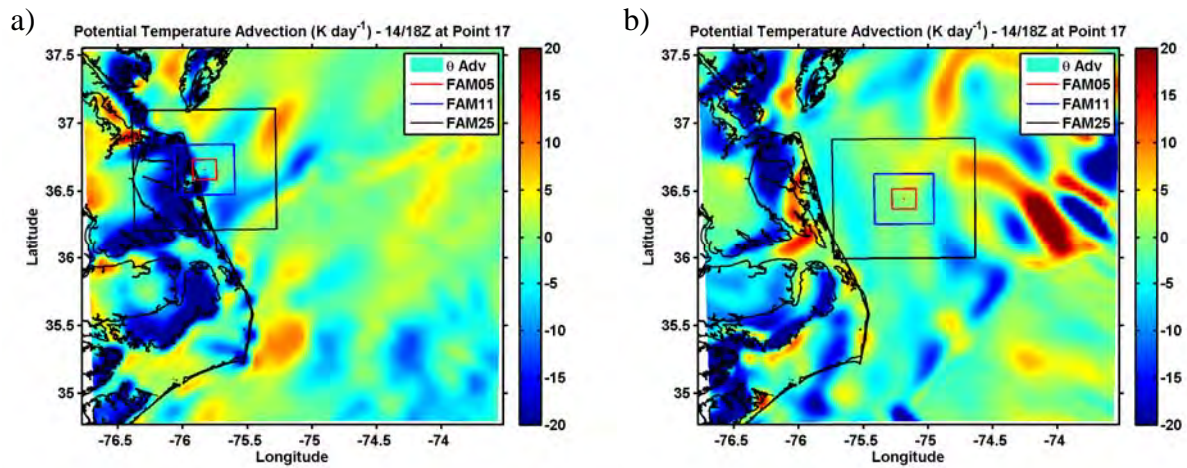 a)
Potential Temperature Advection (K day-1) - 14/18Z at Point 17
θ Adv
FAM05
FAM11
FAM25
37.5
37
36.5
36
35.5
35
Latitude
-76.5
-76
-75.5
-75
-74.5
-74
Longitude
20
15
10
5
0
-5
-10
-15
-20
b)
Potential Temperature Advection (K day-1) - 14/18Z at Point 17
θ Adv
FAM05
FAM11
FAM25
37.5
37
36.5
36
35.5
35
Latitude
-76.5
-76
-75.5
-75
-74.5
-74
Longitude
20
15
10
5
0
-5
-10
-15
-20